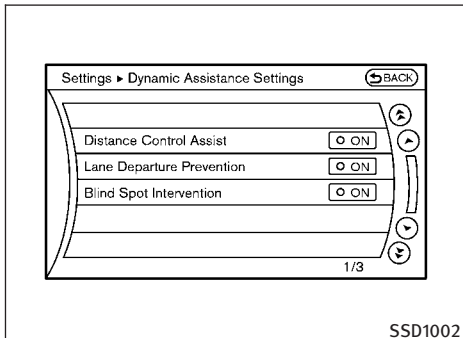 Settings ▸ Dynamic Assistance Settings BACK
Distance Control Assist ON
Lane Departure Prevention ON
Blind Spot Intervention ON
1/3
SSD1002